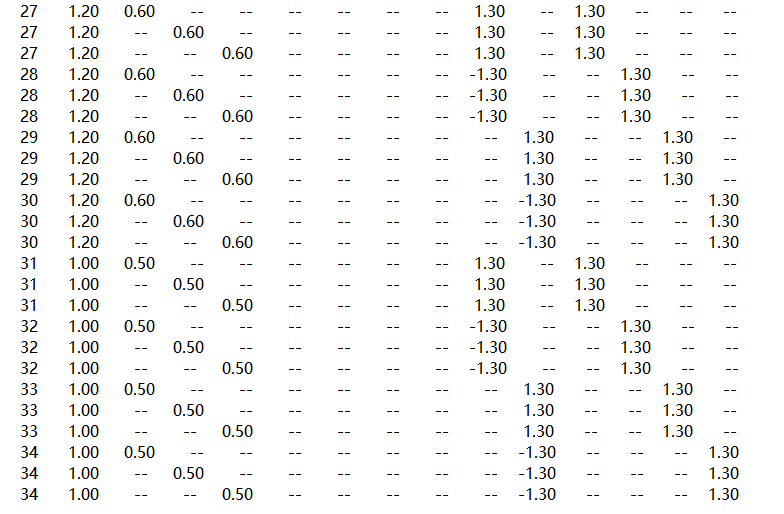 27 1.20 0.60 -- -- -- -- -- -- 1.30 -- 1.30 -- -- --
27 1.20 -- 0.60 -- -- -- -- -- 1.30 -- 1.30 -- -- --
27 1.20 -- -- 0.60 -- -- -- -- 1.30 -- 1.30 -- -- --
28 1.20 0.60 -- -- -- -- -- -- -1.30 -- -- 1.30 -- --
28 1.20 -- 0.60 -- -- -- -- -- -1.30 -- -- 1.30 -- --
28 1.20 -- -- 0.60 -- -- -- -- -1.30 -- -- 1.30 -- --
29 1.20 0.60 -- -- -- -- -- -- -- 1.30 -- -- 1.30 --
29 1.20 -- 0.60 -- -- -- -- -- -- 1.30 -- -- 1.30 --
29 1.20 -- -- 0.60 -- -- -- -- -- 1.30 -- -- 1.30 --
30 1.20 0.60 -- -- -- -- -- -- -- -1.30 -- -- -- 1.30
30 1.20 -- 0.60 -- -- -- -- -- -- -1.30 -- -- -- 1.30
30 1.20 -- -- 0.60 -- -- -- -- -- -1.30 -- -- -- 1.30
31 1.00 0.50 -- -- -- -- -- -- 1.30 -- 1.30 -- -- --
31 1.00 -- 0.50 -- -- -- -- -- 1.30 -- 1.30 -- -- --
31 1.00 -- -- 0.50 -- -- -- -- 1.30 -- 1.30 -- -- --
32 1.00 0.50 -- -- -- -- -- -- -1.30 -- -- 1.30 -- --
32 1.00 -- 0.50 -- -- -- -- -- -1.30 -- -- 1.30 -- --
32 1.00 -- -- 0.50 -- -- -- -- -1.30 -- -- 1.30 -- --
33 1.00 0.50 -- -- -- -- -- -- -- 1.30 -- -- 1.30 --
33 1.00 -- 0.50 -- -- -- -- -- -- 1.30 -- -- 1.30 --
33 1.00 -- -- 0.50 -- -- -- -- -- 1.30 -- -- 1.30 --
34 1.00 0.50 -- -- -- -- -- -- -- -1.30 -- -- -- 1.30
34 1.00 -- 0.50 -- -- -- -- -- -- -1.30 -- -- -- 1.30
34 1.00 -- -- 0.50 -- -- -- -- -- -1.30 -- -- -- 1.30